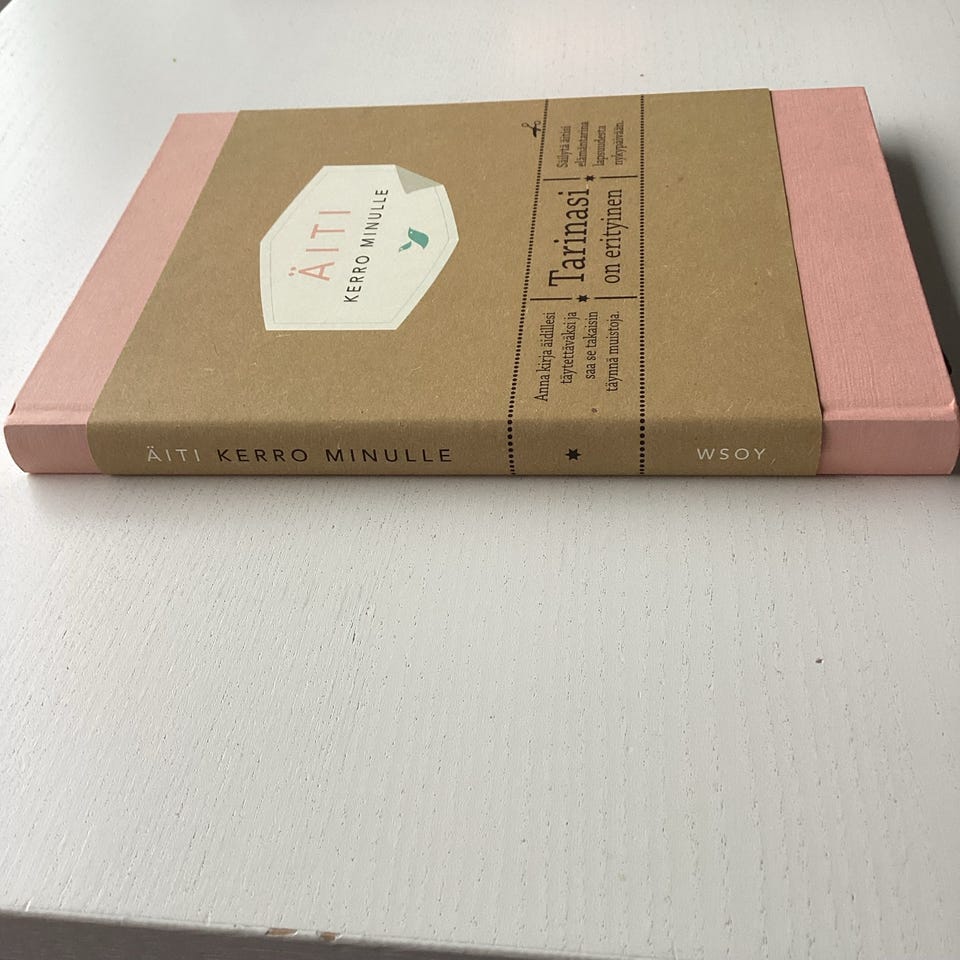 ÄITI
KERRO MINULLE
Anna kirja äidillesi
täytettäväksi ja
saa se takaisin
täynnä muistoja.
Tarinasi
on erityinen
Säilytä äitisi
elämäntarina
lapsuudesta
nykypäivään.
ÄITI KERRO MINULLE
WSOY